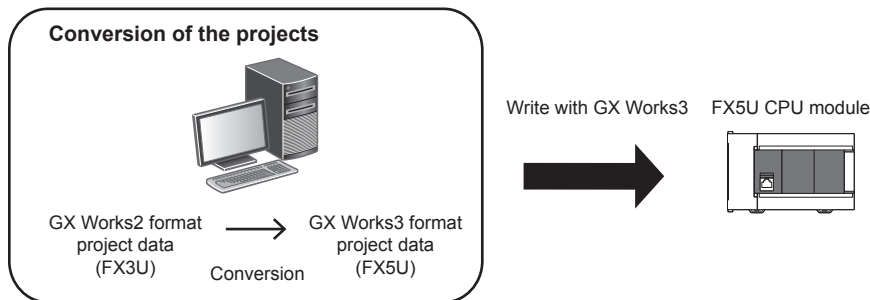 Conversion of the projects
Write with GX Works3
FX5U CPU module
GX Works2 format
project data
(FX3U)
Conversion
GX Works3 format
project data
(FX5U)